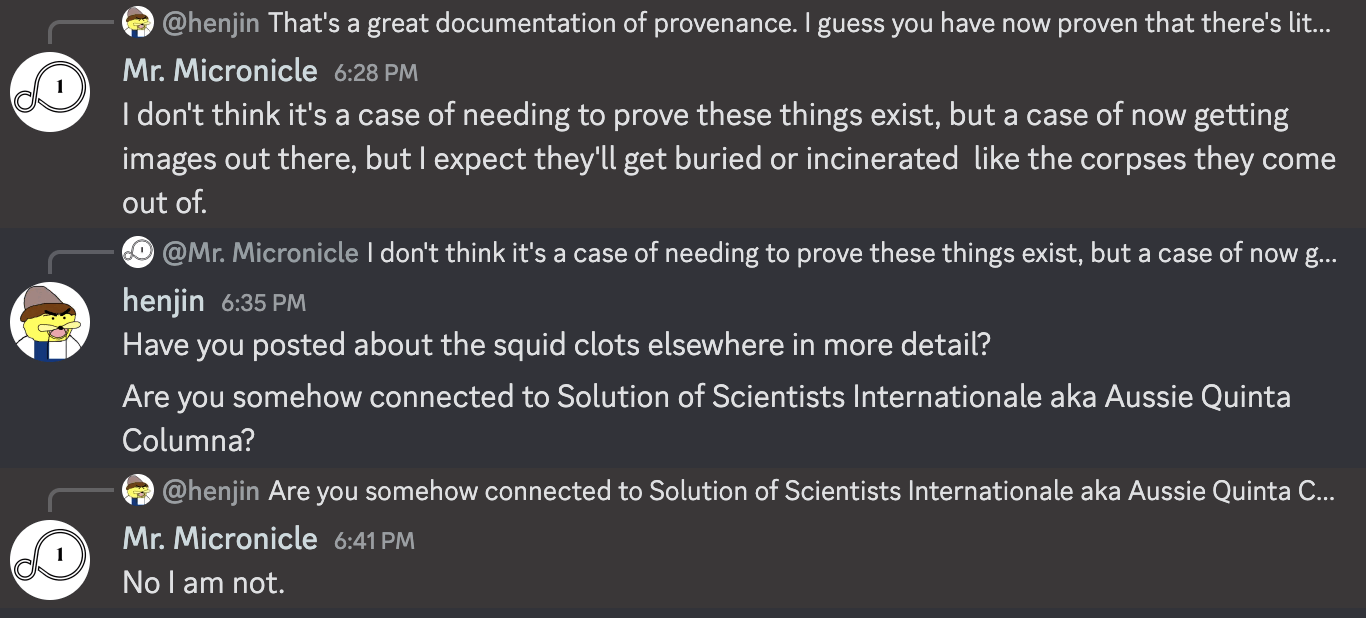 @henjin That's a great documentation of provenance. I guess you have now proven that there's lit...
1
Mr. Micronicle 6:28 PM
I don't think it's a case of needing to prove these things exist, but a case of now getting
images out there, but I expect they'll get buried or incinerated  like the corpses they come
out of.
@Mr. Micronicle I don't think it's a case of needing to prove these things exist, but a case of now g...
henjin 6:35 PM
Have you posted about the squid clots elsewhere in more detail?
Are you somehow connected to Solution of Scientists Internationale aka Aussie Quinta
Columna?
@henjin Are you somehow connected to Solution of Scientists Internationale aka Aussie Quinta C...
1
Mr. Micronicle 6:41 PM
No I am not.